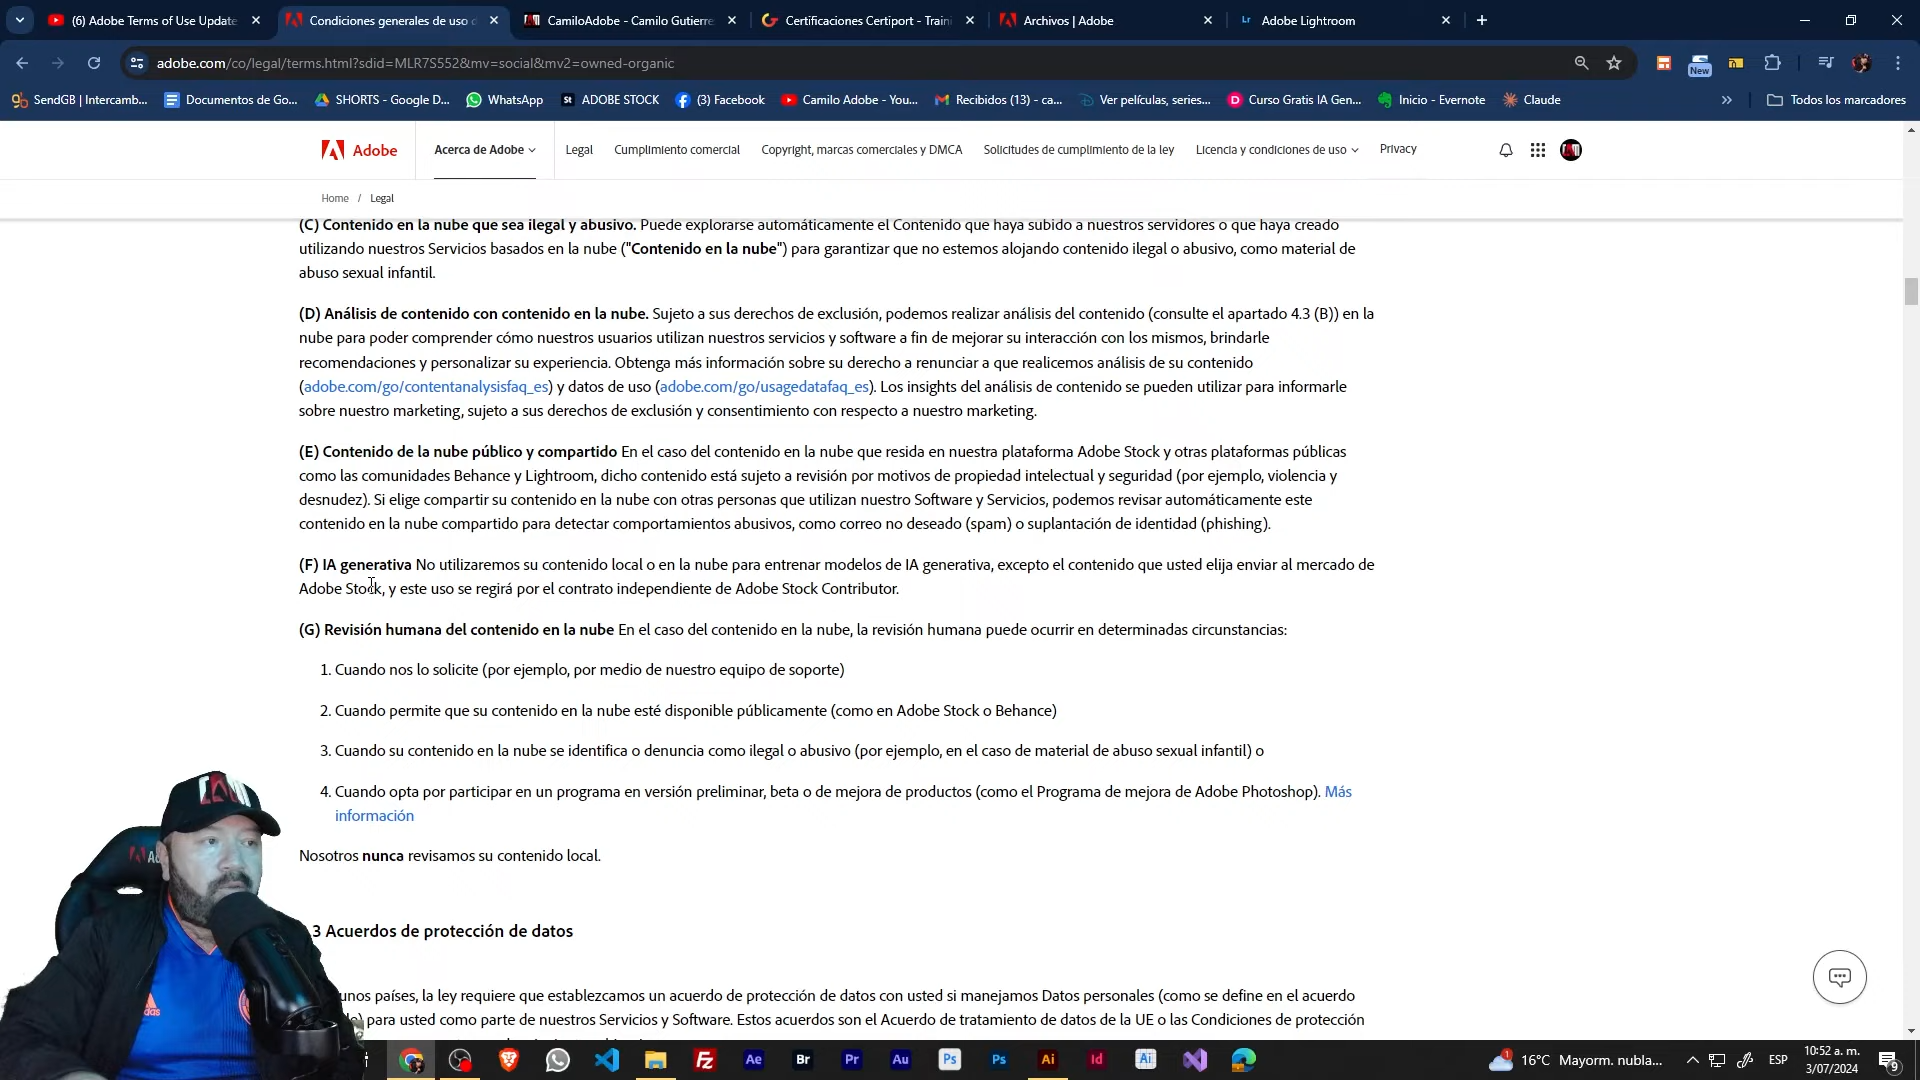 (6) Adobe Terms of Use Update
Condiciones generales de uso d
CamiloAdobe - Camilo Gutierre
Certificaciones Certiport - Traini
Archivos | Adobe
Lr Adobe Lightroom
adobe.com/co/legal/terms.html?sdid=MLR7S552&mv=social&mv2=owned-organic
New
SendGB | Intercamb...
Documentos de Go...
SHORTS - Google D...
WhatsApp
St ADOBE STOCK
(3) Facebook
Camilo Adobe - You...
Recibidos (13) - ca...
Ver películas, series...
D Curso Gratis IA Gen...
Inicio - Evernote
Claude
»
Todos los marcadores
Adobe
Acerca de Adobe
Legal
Cumplimiento comercial
Copyright, marcas comerciales y DMCA
Solicitudes de cumplimiento de la ley
Licencia y condiciones de uso
Privacy
Home / Legal
(C) Contenido en la nube que sea ilegal y abusivo. Puede explorarse automáticamente el Contenido que haya subido a nuestros servidores o que haya creado
utilizando nuestros Servicios basados en la nube ("Contenido en la nube") para garantizar que no estemos alojando contenido ilegal o abusivo, como material de
abuso sexual infantil.
(D) Análisis de contenido con contenido en la nube. Sujeto a sus derechos de exclusión, podemos realizar análisis del contenido (consulte el apartado 4.3 (B)) en la
nube para poder comprender cómo nuestros usuarios utilizan nuestros servicios y software a fin de mejorar su interacción con los mismos, brindarle
recomendaciones y personalizar su experiencia. Obtenga más información sobre su derecho a renunciar a que realicemos análisis de su contenido
(adobe.com/go/contentanalysisfaq_es) y datos de uso (adobe.com/go/usagedatafaq_es). Los insights del análisis de contenido se pueden utilizar para informarle
sobre nuestro marketing, sujeto a sus derechos de exclusión y consentimiento con respecto a nuestro marketing.
(E) Contenido de la nube público y compartido En el caso del contenido en la nube que resida en nuestra plataforma Adobe Stock y otras plataformas públicas
como las comunidades Behance y Lightroom, dicho contenido está sujeto a revisión por motivos de propiedad intelectual y seguridad (por ejemplo, violencia y
desnudez). Si elige compartir su contenido en la nube con otras personas que utilizan nuestro Software y Servicios, podemos revisar automáticamente este
contenido en la nube compartido para detectar comportamientos abusivos, como correo no deseado (spam) o suplantación de identidad (phishing).
(F) IA generativa No utilizaremos su contenido local o en la nube para entrenar modelos de IA generativa, excepto el contenido que usted elija enviar al mercado de
Adobe Stock, y este uso se regirá por el contrato independiente de Adobe Stock Contributor.
(G) Revisión humana del contenido en la nube En el caso del contenido en la nube, la revisión humana puede ocurrir en determinadas circunstancias:
1. Cuando nos lo solicite (por ejemplo, por medio de nuestro equipo de soporte)
2. Cuando permite que su contenido en la nube esté disponible públicamente (como en Adobe Stock o Behance)
3. Cuando su contenido en la nube se identifica o denuncia como ilegal o abusivo (por ejemplo, en el caso de material de abuso sexual infantil) o
4. Cuando opta por participar en un programa en versión preliminar, beta o de mejora de productos (como el Programa de mejora de Adobe Photoshop). Más
información
Nosotros nunca revisamos su contenido local.
3 Acuerdos de protección de datos
unos países, la ley requiere que establezcamos un acuerdo de protección de datos con usted si manejamos Datos personales (como se define en el acuerdo
para usted como parte de nuestros Servicios y Software. Estos acuerdos son el Acuerdo de tratamiento de datos de la UE o las Condiciones de protección
Ae Br Pr Au Ps Ps Ai Id Ai
1
16°C Mayorm. nubla...
ESP
10:52 a. m.
3/07/2024
9